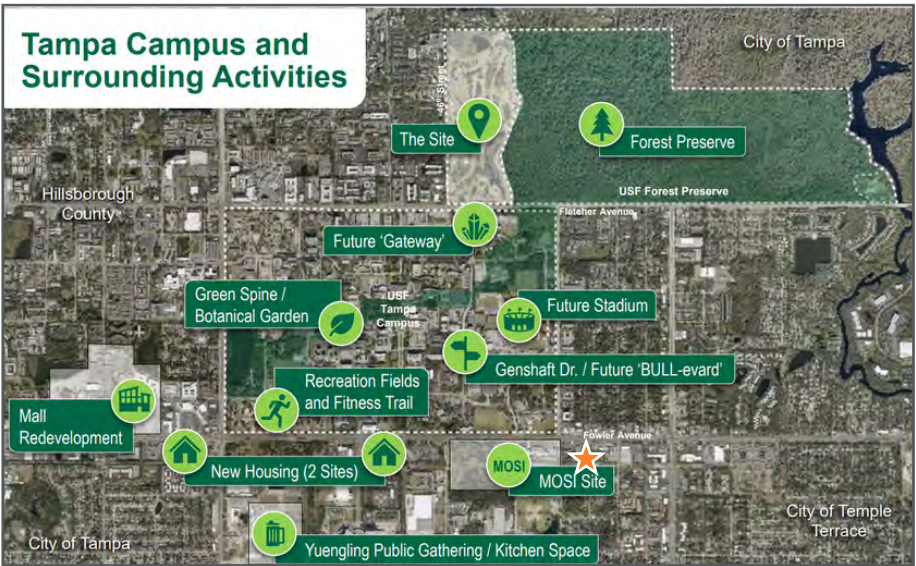 Tampa Campus and
Surrounding Activities
City of Tampa
46th St
The Site
Forest Preserve
USF Forest Preserve
Hillsborough
County
Fletcher Avenue
Future 'Gateway'
Green Spine /
Botanical Garden
USF
Tampa
Campus
Future Stadium
Genshaft Dr. / Future 'BULL-evard'
Recreation Fields
and Fitness Trail
Mall
Redevelopment
Fowler Avenue
New Housing (2 Sites)
MOSI
MOSI Site
City of Temple
Terrace
City of Tampa
Yuengling Public Gathering / Kitchen Space